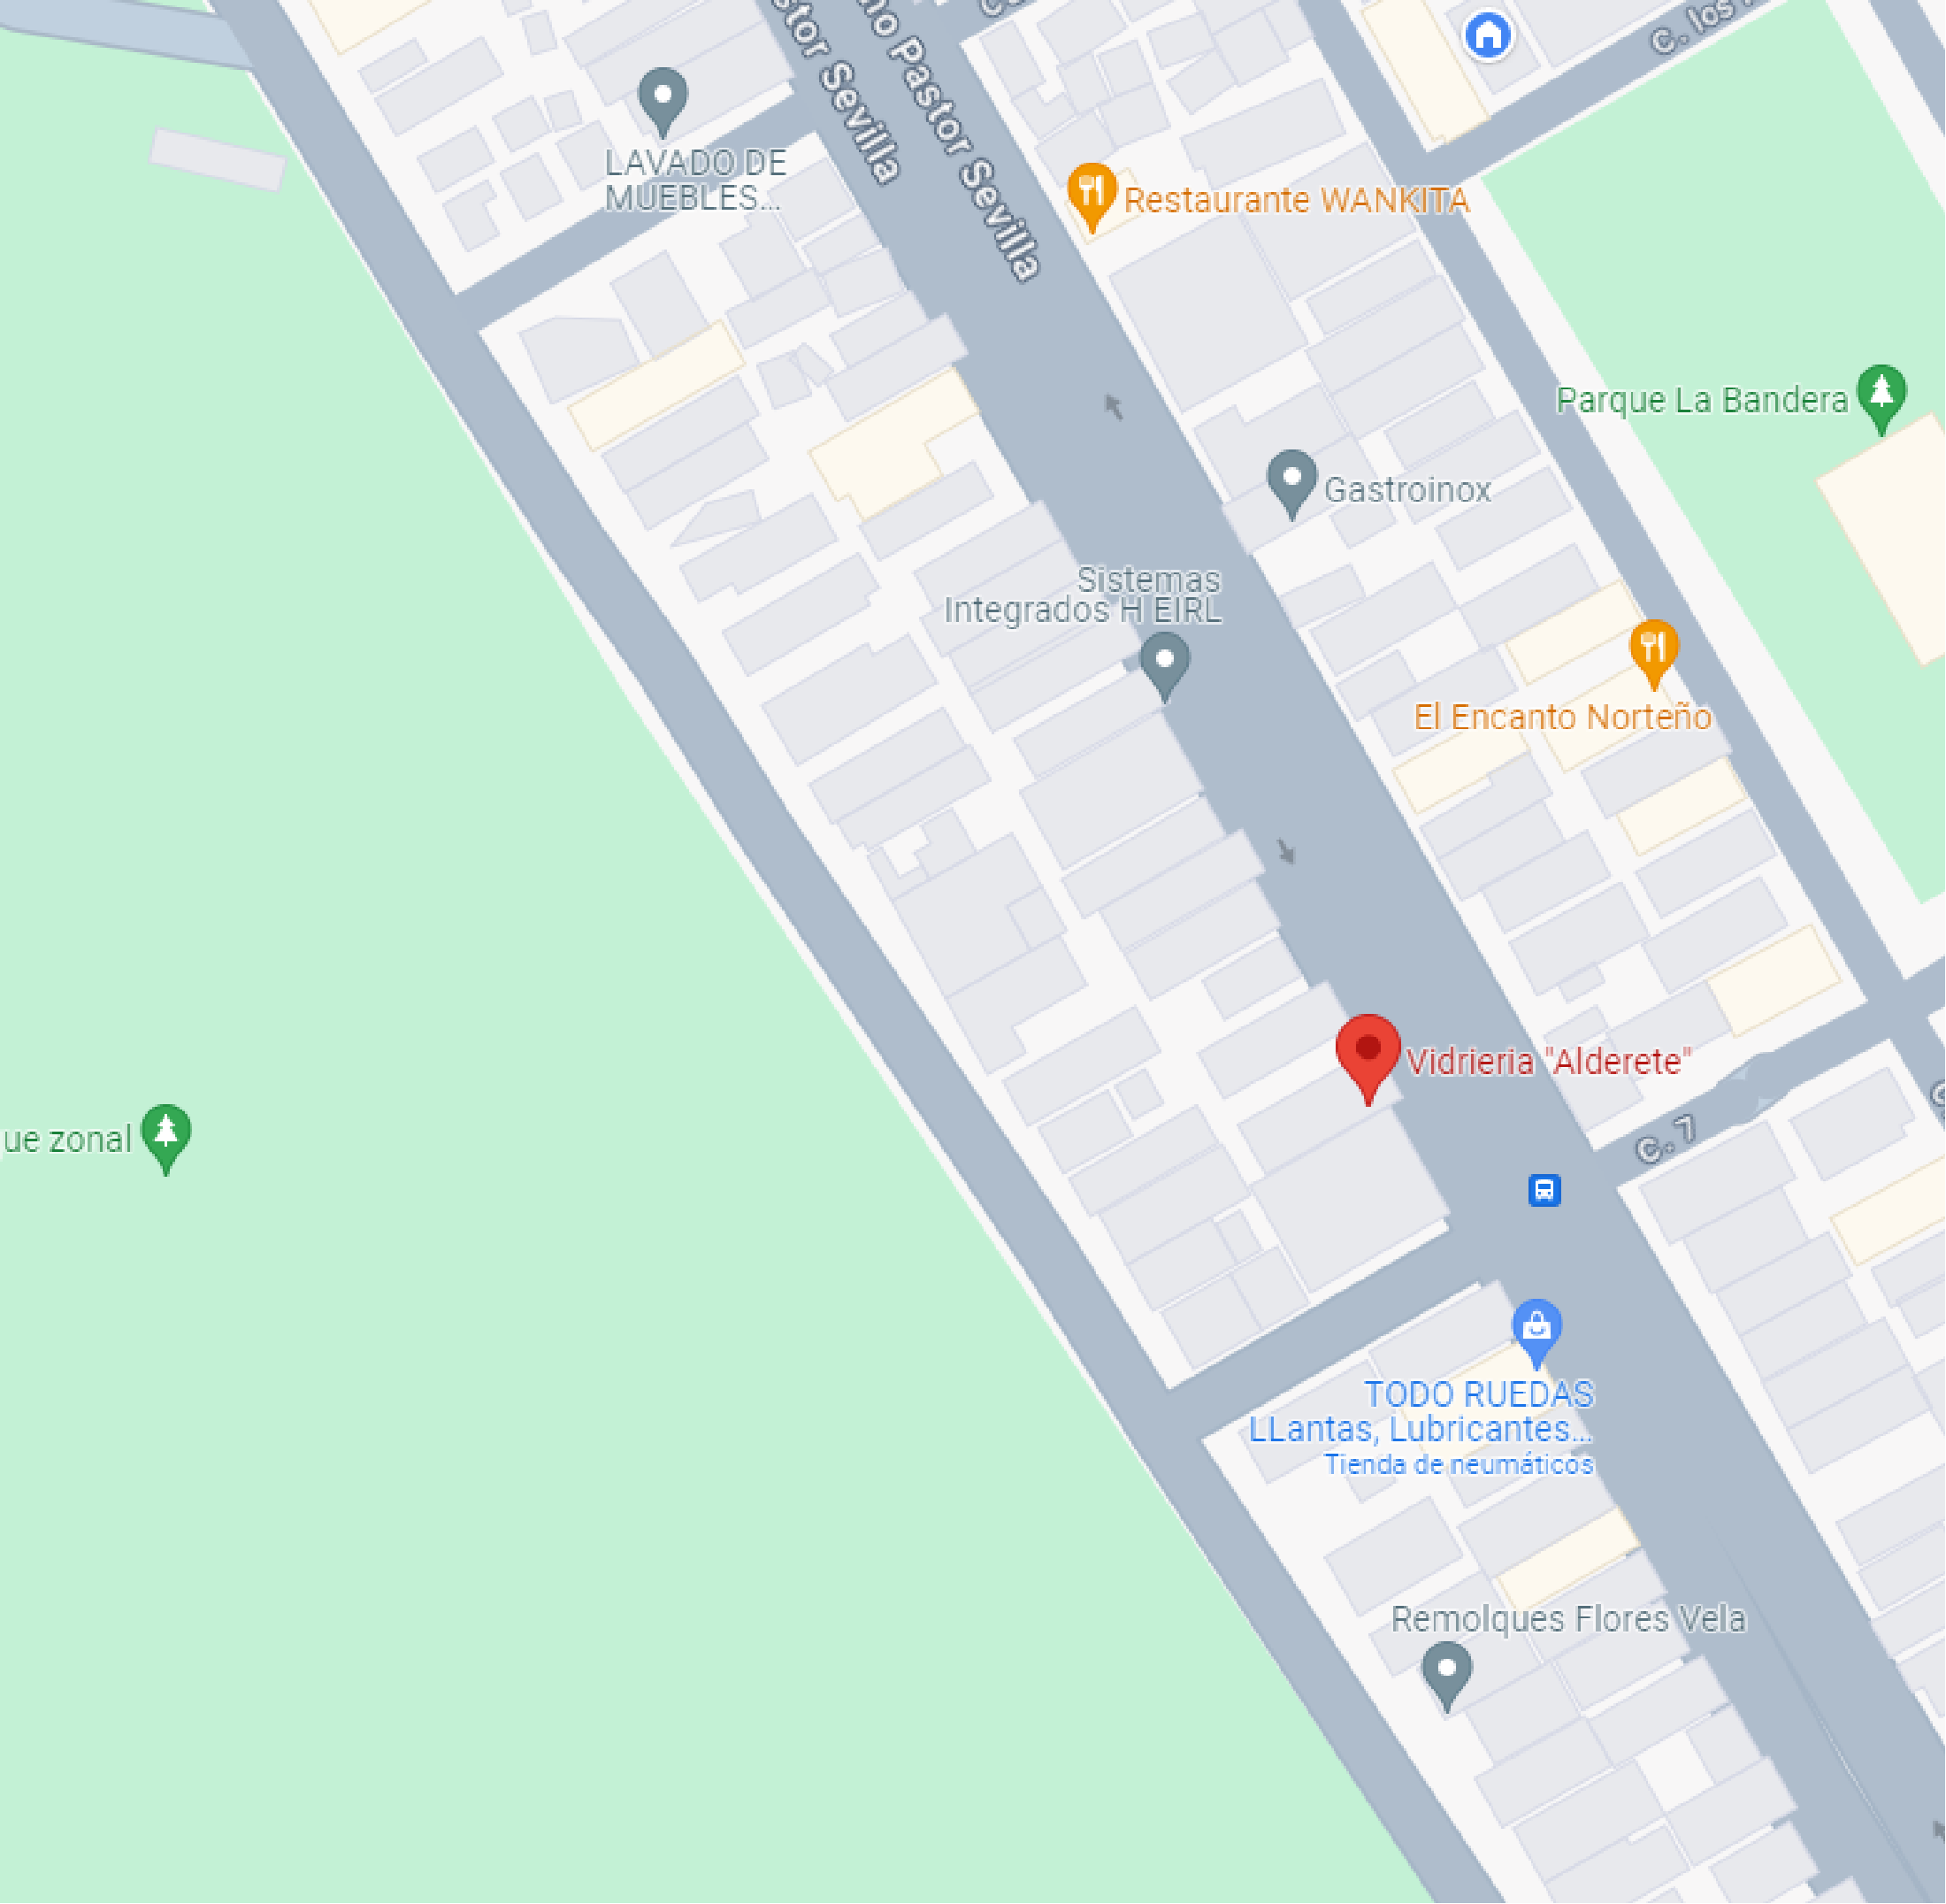 stor Sevilla
no Pastor Sevilla
C. los
LAVADO DE
MUEBLES...
Restaurante WANKITA
Parque La Bandera
Gastroinox
Sistemas
Integrados H EIRL
El Encanto Norteño
Vidrieria "Alderete"
ue zonal
C. 7
TODO RUEDAS
LLantas, Lubricantes...
Tienda de neumáticos
Remolques Flores Vela